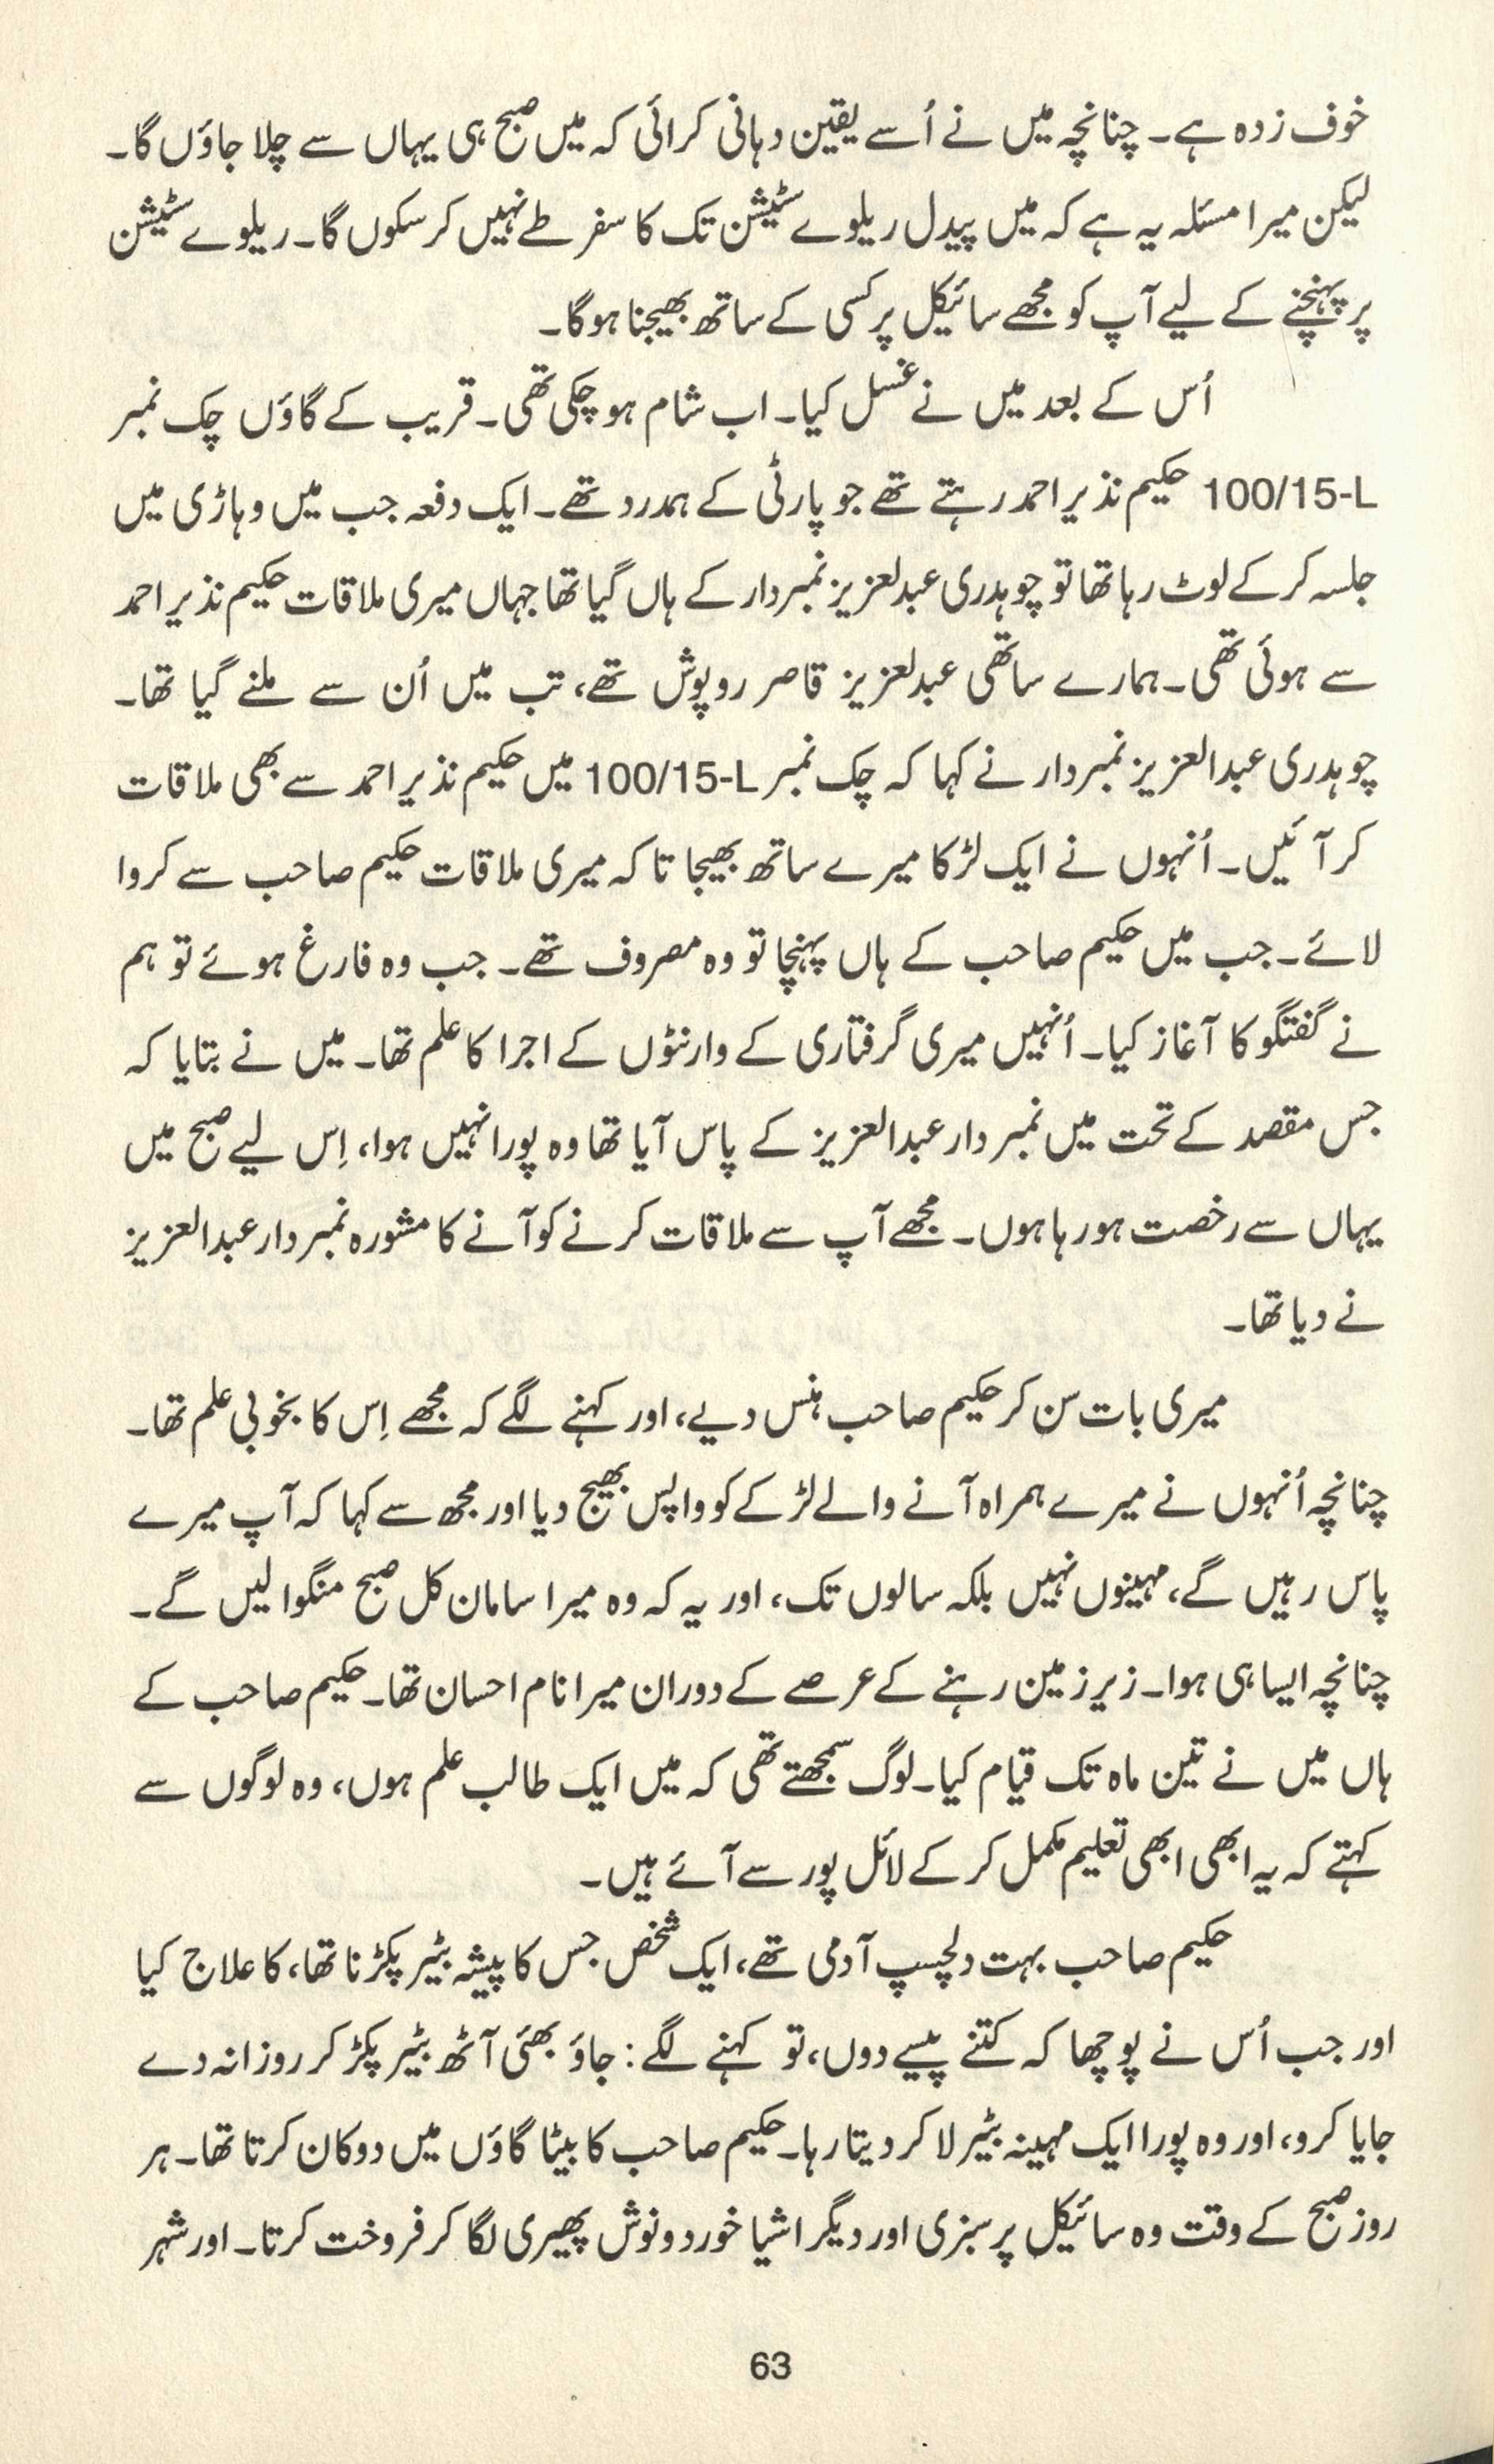 خوف زدہ ہے۔ چنانچہ میں نے اُسے یقین دہانی کرائی کہ میں صبح ہی یہاں سے چلا جاؤں گا۔
لیکن میرا مسئلہ یہ ہے کہ میں پیدل ریلوے سٹیشن تک کا سفر طے نہیں کر سکوں گا۔ ریلوے سٹیشن
پر پہنچنے کے لیے آپ کو مجھے سائیکل پر کسی کے ساتھ بھیجنا ہوگا۔
اُس کے بعد میں نے غسل کیا۔ اب شام ہو چکی تھی۔ قریب کے گاؤں چک نمبر
100/15-L حکیم نذیر احمد رہتے تھے جو پارٹی کے ہمدرد تھے۔ ایک دفعہ جب میں وہاڑی میں
جلسہ کر کے لوٹ رہا تھا تو چوہدری عبدلعزیز نمبردار کے ہاں گیا تھا جہاں میری ملاقات حکیم نذیر احمد
سے ہوئی تھی۔ ہمارے ساتھی عبدلعزیز قاصر روپوش تھے، تب میں اُن سے ملنے گیا تھا۔
چوہدری عبدالعزیز نمبردار نے کہا کہ چک نمبر 100/15-L میں حکیم نذیر احمد سے بھی ملاقات
کر آئیں۔ اُنہوں نے ایک لڑکا میرے ساتھ بھیجا تا کہ میری ملاقات حکیم صاحب سے کروا
لائے۔ جب میں حکیم صاحب کے ہاں پہنچا تو وہ مصروف تھے۔ جب وہ فارغ ہوئے تو ہم
نے گفتگو کا آغاز کیا۔ اُنہیں میری گرفتاری کے وارنٹوں کے اجرا کا علم تھا۔ میں نے بتایا کہ
جس مقصد کے تحت میں نمبر دار عبدالعزیز کے پاس آیا تھا وہ پورا نہیں ہوا، اِس لیے صبح میں
یہاں سے رخصت ہو رہا ہوں۔ مجھے آپ سے ملاقات کرنے کو آنے کا مشورہ نمبر دار عبدالعزیز
نے دیا تھا۔
میری بات سن کر حکیم صاحب ہنس دیے، اور کہنے لگے کہ مجھے اِس کا بخوبی علم تھا۔
چنانچہ اُنہوں نے میرے ہمراہ آنے والے لڑکے کو واپس بھیج دیا اور مجھ سے کہا کہ آپ میرے
پاس رہیں گے، مہینوں نہیں بلکہ سالوں تک، اور یہ کہ وہ میرا سامان کل صبح منگوا لیں گے۔
چنانچہ ایسا ہی ہوا۔ زیر زمین رہنے کے عرصے کے دوران میرا نام احسان تھا۔ حکیم صاحب کے
ہاں میں نے تین ماہ تک قیام کیا۔ لوگ سمجھتے تھی کہ میں ایک طالب علم ہوں، وہ لوگوں سے
کہتے کہ یہ ابھی ابھی تعلیم مکمل کر کے لائل پور سے آئے ہیں۔
حکیم صاحب بہت دلچسپ آدمی تھے، ایک شخص جس کا پیشہ بٹیر پکڑنا تھا، کا علاج کیا
اور جب اُس نے پوچھا کہ کتنے پیسے دوں، تو کہنے لگے: جاؤ بھئی آٹھ بٹیر پکڑ کر روزانہ دے
جایا کرو، اور وہ پورا ایک مہینہ بٹیر لا کر دیتا رہا۔ حکیم صاحب کا بیٹا گاؤں میں دوکان کرتا تھا۔ ہر
روز صبح کے وقت وہ سائیکل پر سبزی اور دیگر اشیا خورد و نوش پھیری لگا کر فروخت کرتا۔ اور شہر
63